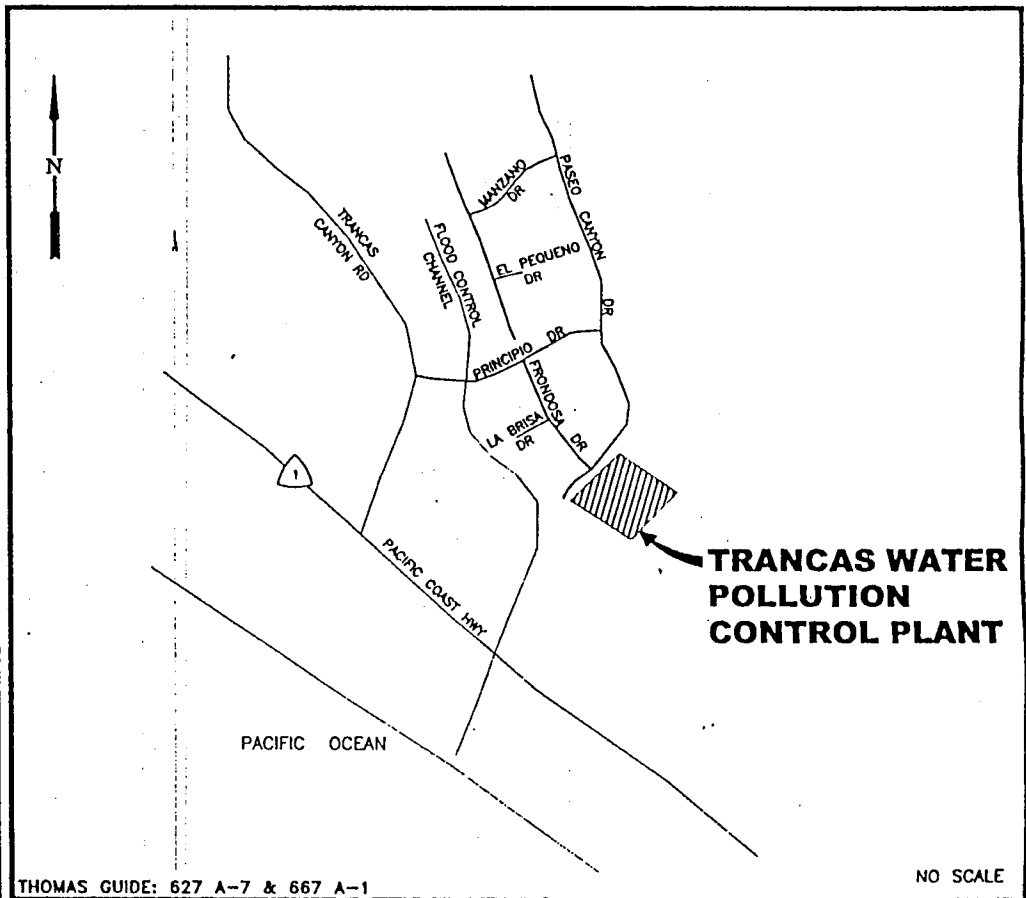 N
TRANCAS
CANYON RD
FLOOD CONTROL
CHANNEL
MANZANO
DR
PASEO CANYON DR
EL PEQUENO
DR
PRINCIPIO DR
FRONDOSA DR
LA BRISA
DR
1
PACIFIC COAST HWY
TRANCAS WATER
POLLUTION
CONTROL PLANT
PACIFIC OCEAN
THOMAS GUIDE: 627 A-7 & 667 A-1
NO SCALE